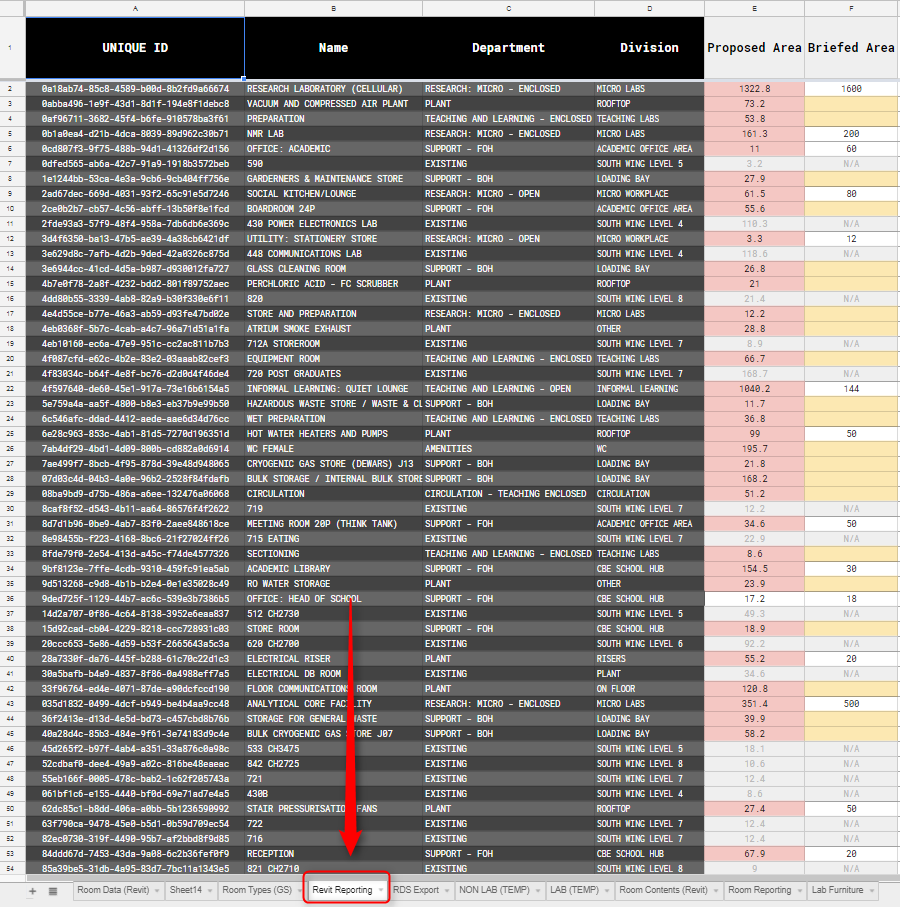 A B C D E F
1 UNIQUE ID Name Department Division Proposed Area Briefed Area
2 0a18ab74-85c8-4589-b00d-8b2fd9a66674 RESEARCH LABORATORY (CELLULAR) RESEARCH: MICRO - ENCLOSED MICRO LABS 1322.8 1600
3 0abba496-1e9f-43d1-8d1f-194e8f1debc8 VACUUM AND COMPRESSED AIR PLANT PLANT ROOFTOP 73.2
4 0af96711-3682-45f4-b6fe-910578ba3f61 PREPARATION TEACHING AND LEARNING - ENCLOSED TEACHING LABS 53.8
5 0b1a0ea4-d21b-4dca-8039-89d962c30b71 NMR LAB RESEARCH: MICRO - ENCLOSED MICRO LABS 161.3 200
6 0cd807f3-9f75-488b-94d1-41326df2d156 OFFICE: ACADEMIC SUPPORT - FOH ACADEMIC OFFICE AREA 11 60
7 0dfed565-ab6a-42c7-91a9-1918b3572beb 590 EXISTING SOUTH WING LEVEL 5 3.2 N/A
8 1e1244bb-53ca-4e3a-9cb6-9cb404ff756e GARDERNERS & MAINTENANCE STORE SUPPORT - BOH LOADING BAY 27.9
9 2ad67dec-669d-4031-93f2-65c91e5d7246 SOCIAL KITCHEN/LOUNGE RESEARCH: MICRO - OPEN MICRO WORKPLACE 61.5 80
10 2ce0b2b7-cb57-4c56-abff-13b50f8e1fcd BOARDROOM 24P SUPPORT - FOH ACADEMIC OFFICE AREA 55.6
11 2fde93a3-57f9-48f4-958a-7db6db6e369c 430 POWER ELECTRONICS LAB EXISTING SOUTH WING LEVEL 4 110.3 N/A
12 3d4f6350-ba13-47b5-ae39-4a38cb6421df UTILITY: STATIONERY STORE RESEARCH: MICRO - OPEN MICRO WORKPLACE 3.3 12
13 3e629d8c-7afb-4d2b-9ded-42a0326c875d 448 COMMUNICATIONS LAB EXISTING SOUTH WING LEVEL 4 118.6 N/A
14 3e6944cc-41cd-4d5a-b987-d930012fa727 GLASS CLEANING ROOM SUPPORT - BOH LOADING BAY 26.8
15 4b7e0f78-2a8f-4232-bdd2-801f89752aec PERCHLORIC ACID - FC SCRUBBER PLANT ROOFTOP 21
16 4dd80b55-3339-4ab8-82a9-b30f330e6f11 820 EXISTING SOUTH WING LEVEL 8 21.4 N/A
17 4e4d55ce-b77e-46a3-ab59-d93fe47bd02e STORE AND PREPARATION RESEARCH: MICRO - ENCLOSED MICRO LABS 12.2
18 4eb0368f-5b7c-4cab-a4c7-96a71d51a1fa ATRIUM SMOKE EXHAUST PLANT OTHER 28.8
19 4eb10160-ec6a-47e9-951c-cc2ac811b7b3 712A STOREROOM EXISTING SOUTH WING LEVEL 7 8.9 N/A
20 4f087cfd-e62c-4b2e-83e2-03aaab82cef3 EQUIPMENT ROOM TEACHING AND LEARNING - ENCLOSED TEACHING LABS 66.7
21 4f83034c-b64f-4e8f-bc76-d2d0d4f46de4 720 POST GRADUATES EXISTING SOUTH WING LEVEL 7 168.7 N/A
22 4f597640-de60-45e1-917a-73e16b6154a5 INFORMAL LEARNING: QUIET LOUNGE TEACHING AND LEARNING - OPEN INFORMAL LEARNING 1040.2 144
23 5e759a4a-aa5f-4800-b8e3-eb37b9e99b50 HAZARDOUS WASTE STORE / WASTE & CL SUPPORT - BOH LOADING BAY 11.7
24 6c546afc-ddad-4412-aede-aae6d34d76cc WET PREPARATION TEACHING AND LEARNING - ENCLOSED TEACHING LABS 36.8
25 6e28c963-853c-4ab1-81d5-7270d196351d HOT WATER HEATERS AND PUMPS PLANT ROOFTOP 99 50
26 7ab4df29-4bd1-4d09-800b-cd882a0d6914 WC FEMALE AMENITIES WC 195.7
27 7ae499f7-8bcb-4f95-878d-39e48d948065 CRYOGENIC GAS STORE (DEWARS) J13 SUPPORT - BOH LOADING BAY 21.8
28 07d03c4d-04b3-4a0e-96b2-2528f84fdafb BULK STORAGE / INTERNAL BULK STORE SUPPORT - BOH LOADING BAY 168.2
29 08ba9bd9-d75b-486a-a6ee-132476a06068 CIRCULATION CIRCULATION - TEACHING ENCLOSED CIRCULATION 51.2
30 8caf8f52-d543-4b11-aa64-86576f4f2622 719 EXISTING SOUTH WING LEVEL 7 12.2 N/A
31 8d7d1b96-0be9-4ab7-83f0-2aee848618ce MEETING ROOM 20P (THINK TANK) SUPPORT - FOH ACADEMIC OFFICE AREA 34.6 50
32 8e98455b-f223-4168-8bc6-21f27024ff26 715 EATING EXISTING SOUTH WING LEVEL 7 22.9 N/A
33 8fde79f0-2e54-413d-a45c-f74de4577326 SECTIONING TEACHING AND LEARNING - ENCLOSED TEACHING LABS 8.6
34 9bf8123e-7ffe-4cdb-9310-459fc91ea5ab ACADEMIC LIBRARY SUPPORT - FOH CBE SCHOOL HUB 154.5 30
35 9d513268-c9d8-4b1b-b2e4-0e1e35028c49 RO WATER STORAGE PLANT OTHER 23.9
36 9ded725f-1129-44b7-ac6c-539e3b7386b5 OFFICE: HEAD OF SCHOOL SUPPORT - FOH CBE SCHOOL HUB 17.2 18
37 14d2a707-0f86-4c64-8138-3952e6eaa837 512 CH2730 EXISTING SOUTH WING LEVEL 5 49.3 N/A
38 15d92cad-cb04-4229-8218-ccc728931c03 STORE ROOM SUPPORT - FOH CBE SCHOOL HUB 18.9
39 20ccc653-5e86-4d59-b53f-2665643a5c3a 620 CH2700 EXISTING SOUTH WING LEVEL 6 92.2 N/A
40 28a7330f-da76-445f-b288-61c70c22d1c3 ELECTRICAL RISER PLANT RISERS 55.2 20
41 30a5bafb-b4a9-4837-8f86-0a4988eff7a5 ELECTRICAL DB ROOM EXISTING PLANT 34.6 N/A
42 33f96764-ed4e-4071-87de-a90dcfccd190 FLOOR COMMUNICATIONS ROOM PLANT ON FLOOR 120.8
43 035d1832-0499-4dcf-b949-be4b4aa9cc48 ANALYTICAL CORE FACILITY RESEARCH: MICRO - ENCLOSED MICRO LABS 351.4 500
44 36f2413e-d13d-4e5d-bd73-c457cbd8b76b STORAGE FOR GENERAL WASTE SUPPORT - BOH LOADING BAY 39.9
45 40a28d4c-85b3-484e-9f61-3e74183d9c4e BULK CRYOGENIC GAS STORE J07 SUPPORT - BOH LOADING BAY 58.2
46 45d265f2-b97f-4ab4-a351-33a876c0a98c 533 CH3475 EXISTING SOUTH WING LEVEL 5 18.1 N/A
47 52cdbaf0-dee4-49a9-a02c-816be48eaeac 842 CH2725 EXISTING SOUTH WING LEVEL 8 10.6 N/A
48 55eb166f-0005-478c-bab2-1c62f205743a 721 EXISTING SOUTH WING LEVEL 7 12.4 N/A
49 061bf1c6-e155-4440-bf0d-69e71ad7e4a5 430B EXISTING SOUTH WING LEVEL 4 8.6 N/A
50 62dc85c1-b8dd-406a-a0bb-5b1236590992 STAIR PRESSURISATION FANS PLANT ROOFTOP 27.4 50
51 63f790ca-9478-45e0-b5d1-0b59d709ec54 722 EXISTING SOUTH WING LEVEL 7 12.4 N/A
52 82ec0730-319f-4490-95b7-af2bbd8f9d85 716 EXISTING SOUTH WING LEVEL 7 12.4 N/A
53 84ddd67d-7453-43da-9a08-6c2b36fef0f9 RECEPTION SUPPORT - FOH CBE SCHOOL HUB 67.9 20
54 85a39be5-31db-4a95-83d7-7bc11a1343e5 821 CH2710 EXISTING SOUTH WING LEVEL 8 9 N/A
Room Data (Revit) Sheet14 Room Types (GS) Revit Reporting RDS Export NON LAB (TEMP) LAB (TEMP) Room Contents (Revit) Room Reporting Lab Furniture